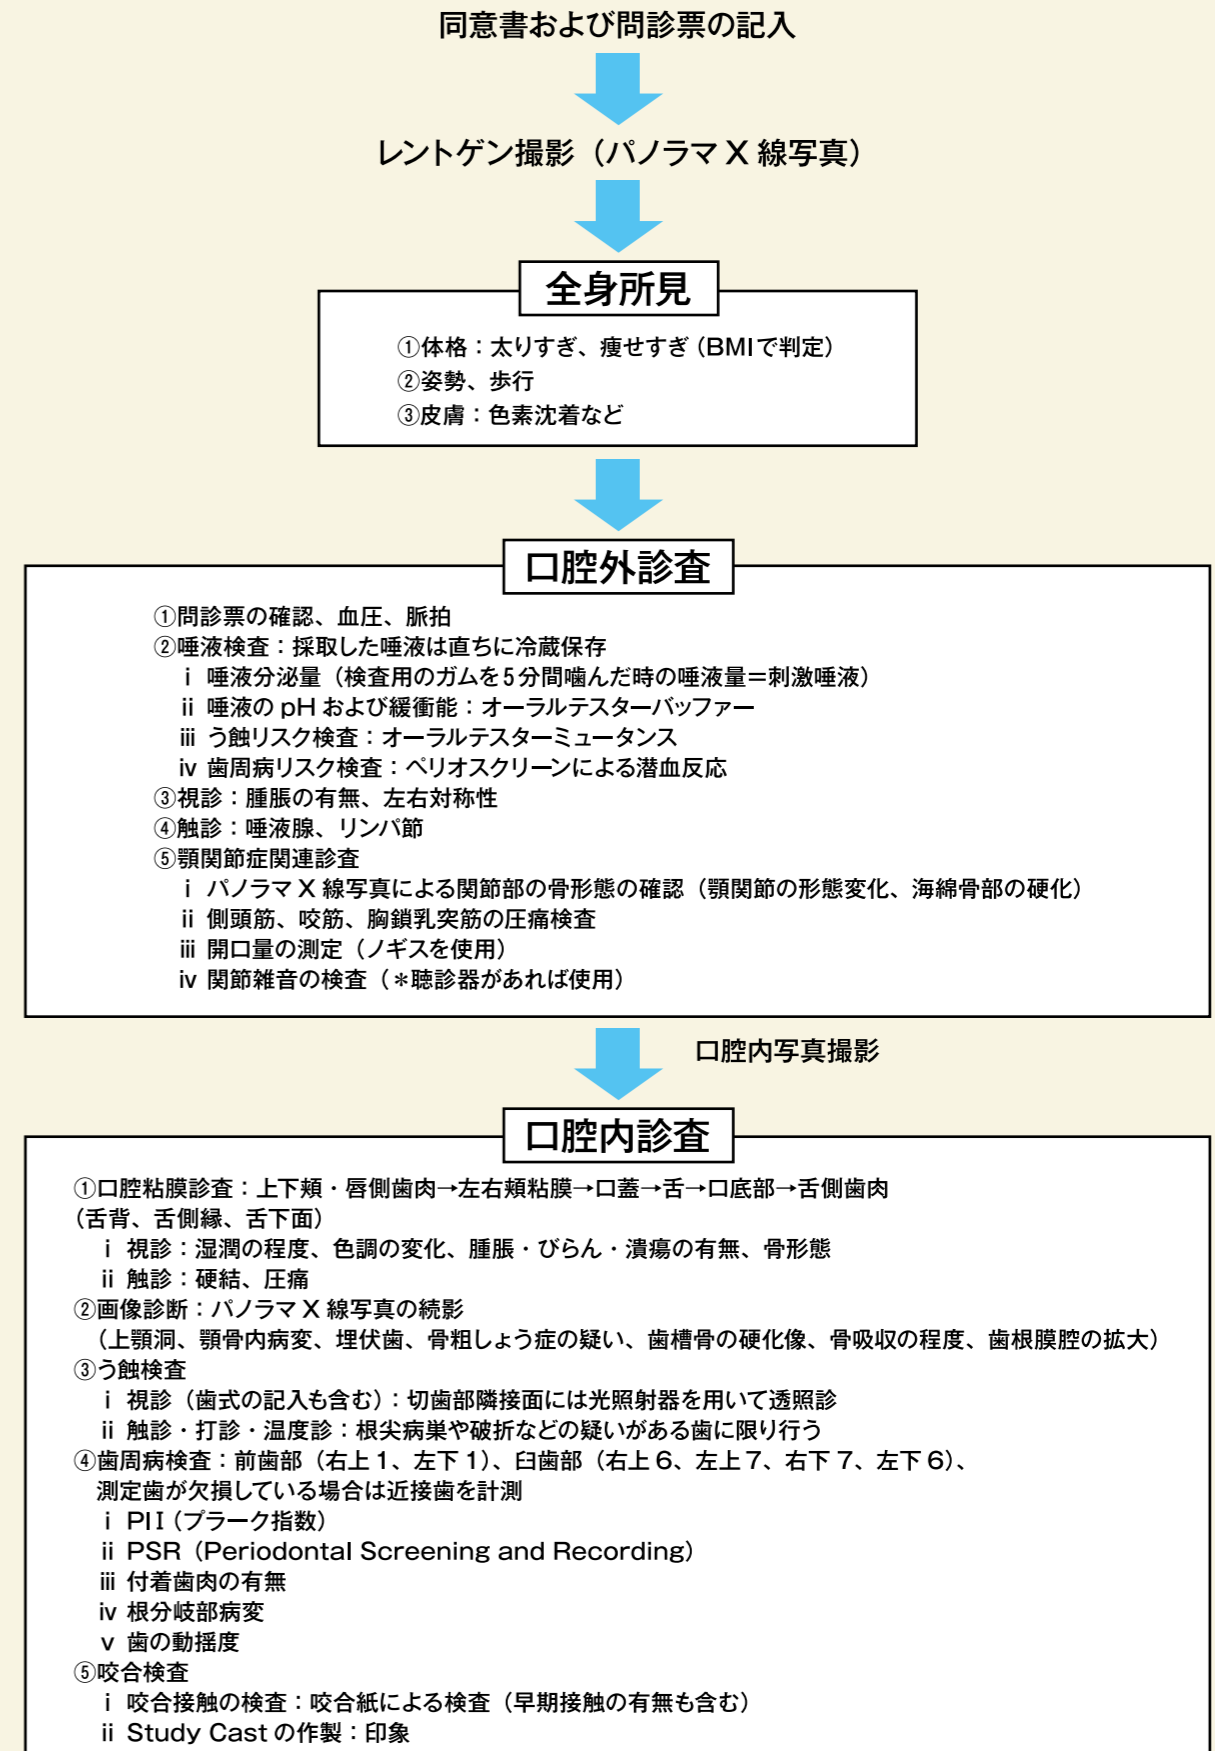 同意書および問診票の記入
レントゲン撮影（パノラマ X 線写真）
全身所見
①体格：太りすぎ、痩せすぎ（BMIで判定）
②姿勢、歩行
③皮膚：色素沈着など
口腔外診査
①問診票の確認、血圧、脈拍
②唾液検査：採取した唾液は直ちに冷蔵保存
ⅰ 唾液分泌量（検査用のガムを5分間噛んだ時の唾液量＝刺激唾液）
ⅱ 唾液の pH および緩衝能：オーラルテスターバッファー
ⅲ う蝕リスク検査：オーラルテスターミュータンス
ⅳ 歯周病リスク検査：ペリオスクリーンによる潜血反応
③視診：腫脹の有無、左右対称性
④触診：唾液腺、リンパ節
⑤顎関節症関連診査
ⅰ パノラマ X 線写真による関節部の骨形態の確認（顎関節の形態変化、海綿骨部の硬化）
ⅱ 側頭筋、咬筋、胸鎖乳突筋の圧痛検査
ⅲ 開口量の測定（ノギスを使用）
ⅳ 関節雑音の検査（＊聴診器があれば使用）
口腔内写真撮影
口腔内診査
①口腔粘膜診査：上下頬・唇側歯肉→左右頬粘膜→口蓋→舌→口底部→舌側歯肉
（舌背、舌側縁、舌下面）
ⅰ 視診：湿潤の程度、色調の変化、腫脹・びらん・潰瘍の有無、骨形態
ⅱ 触診：硬結、圧痛
②画像診断：パノラマ X 線写真の続影
（上顎洞、顎骨内病変、埋伏歯、骨粗しょう症の疑い、歯槽骨の硬化像、骨吸収の程度、歯根膜腔の拡大）
③う蝕検査
ⅰ 視診（歯式の記入も含む）：切歯部隣接面には光照射器を用いて透照診
ⅱ 触診・打診・温度診：根尖病巣や破折などの疑いがある歯に限り行う
④歯周病検査：前歯部（右上 1、左下 1）、臼歯部（右上 6、左上 7、右下 7、左下 6）、
測定歯が欠損している場合は近接歯を計測
ⅰ PlI（プラーク指数）
ⅱ PSR（Periodontal Screening and Recording）
ⅲ 付着歯肉の有無
ⅳ 根分岐部病変
ⅴ 歯の動揺度
⑤咬合検査
ⅰ 咬合接触の検査：咬合紙による検査（早期接触の有無も含む）
ⅱ Study Cast の作製：印象